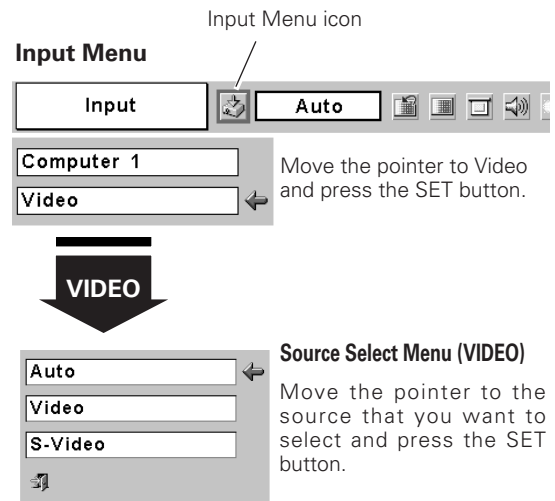 Input Menu icon
Input Menu
Input
Auto
Computer 1
Video
Move the pointer to Video
and press the SET button.
VIDEO
Auto
Video
S-Video
Source Select Menu (VIDEO)
Move the pointer to the
source that you want to
select and press the SET
button.